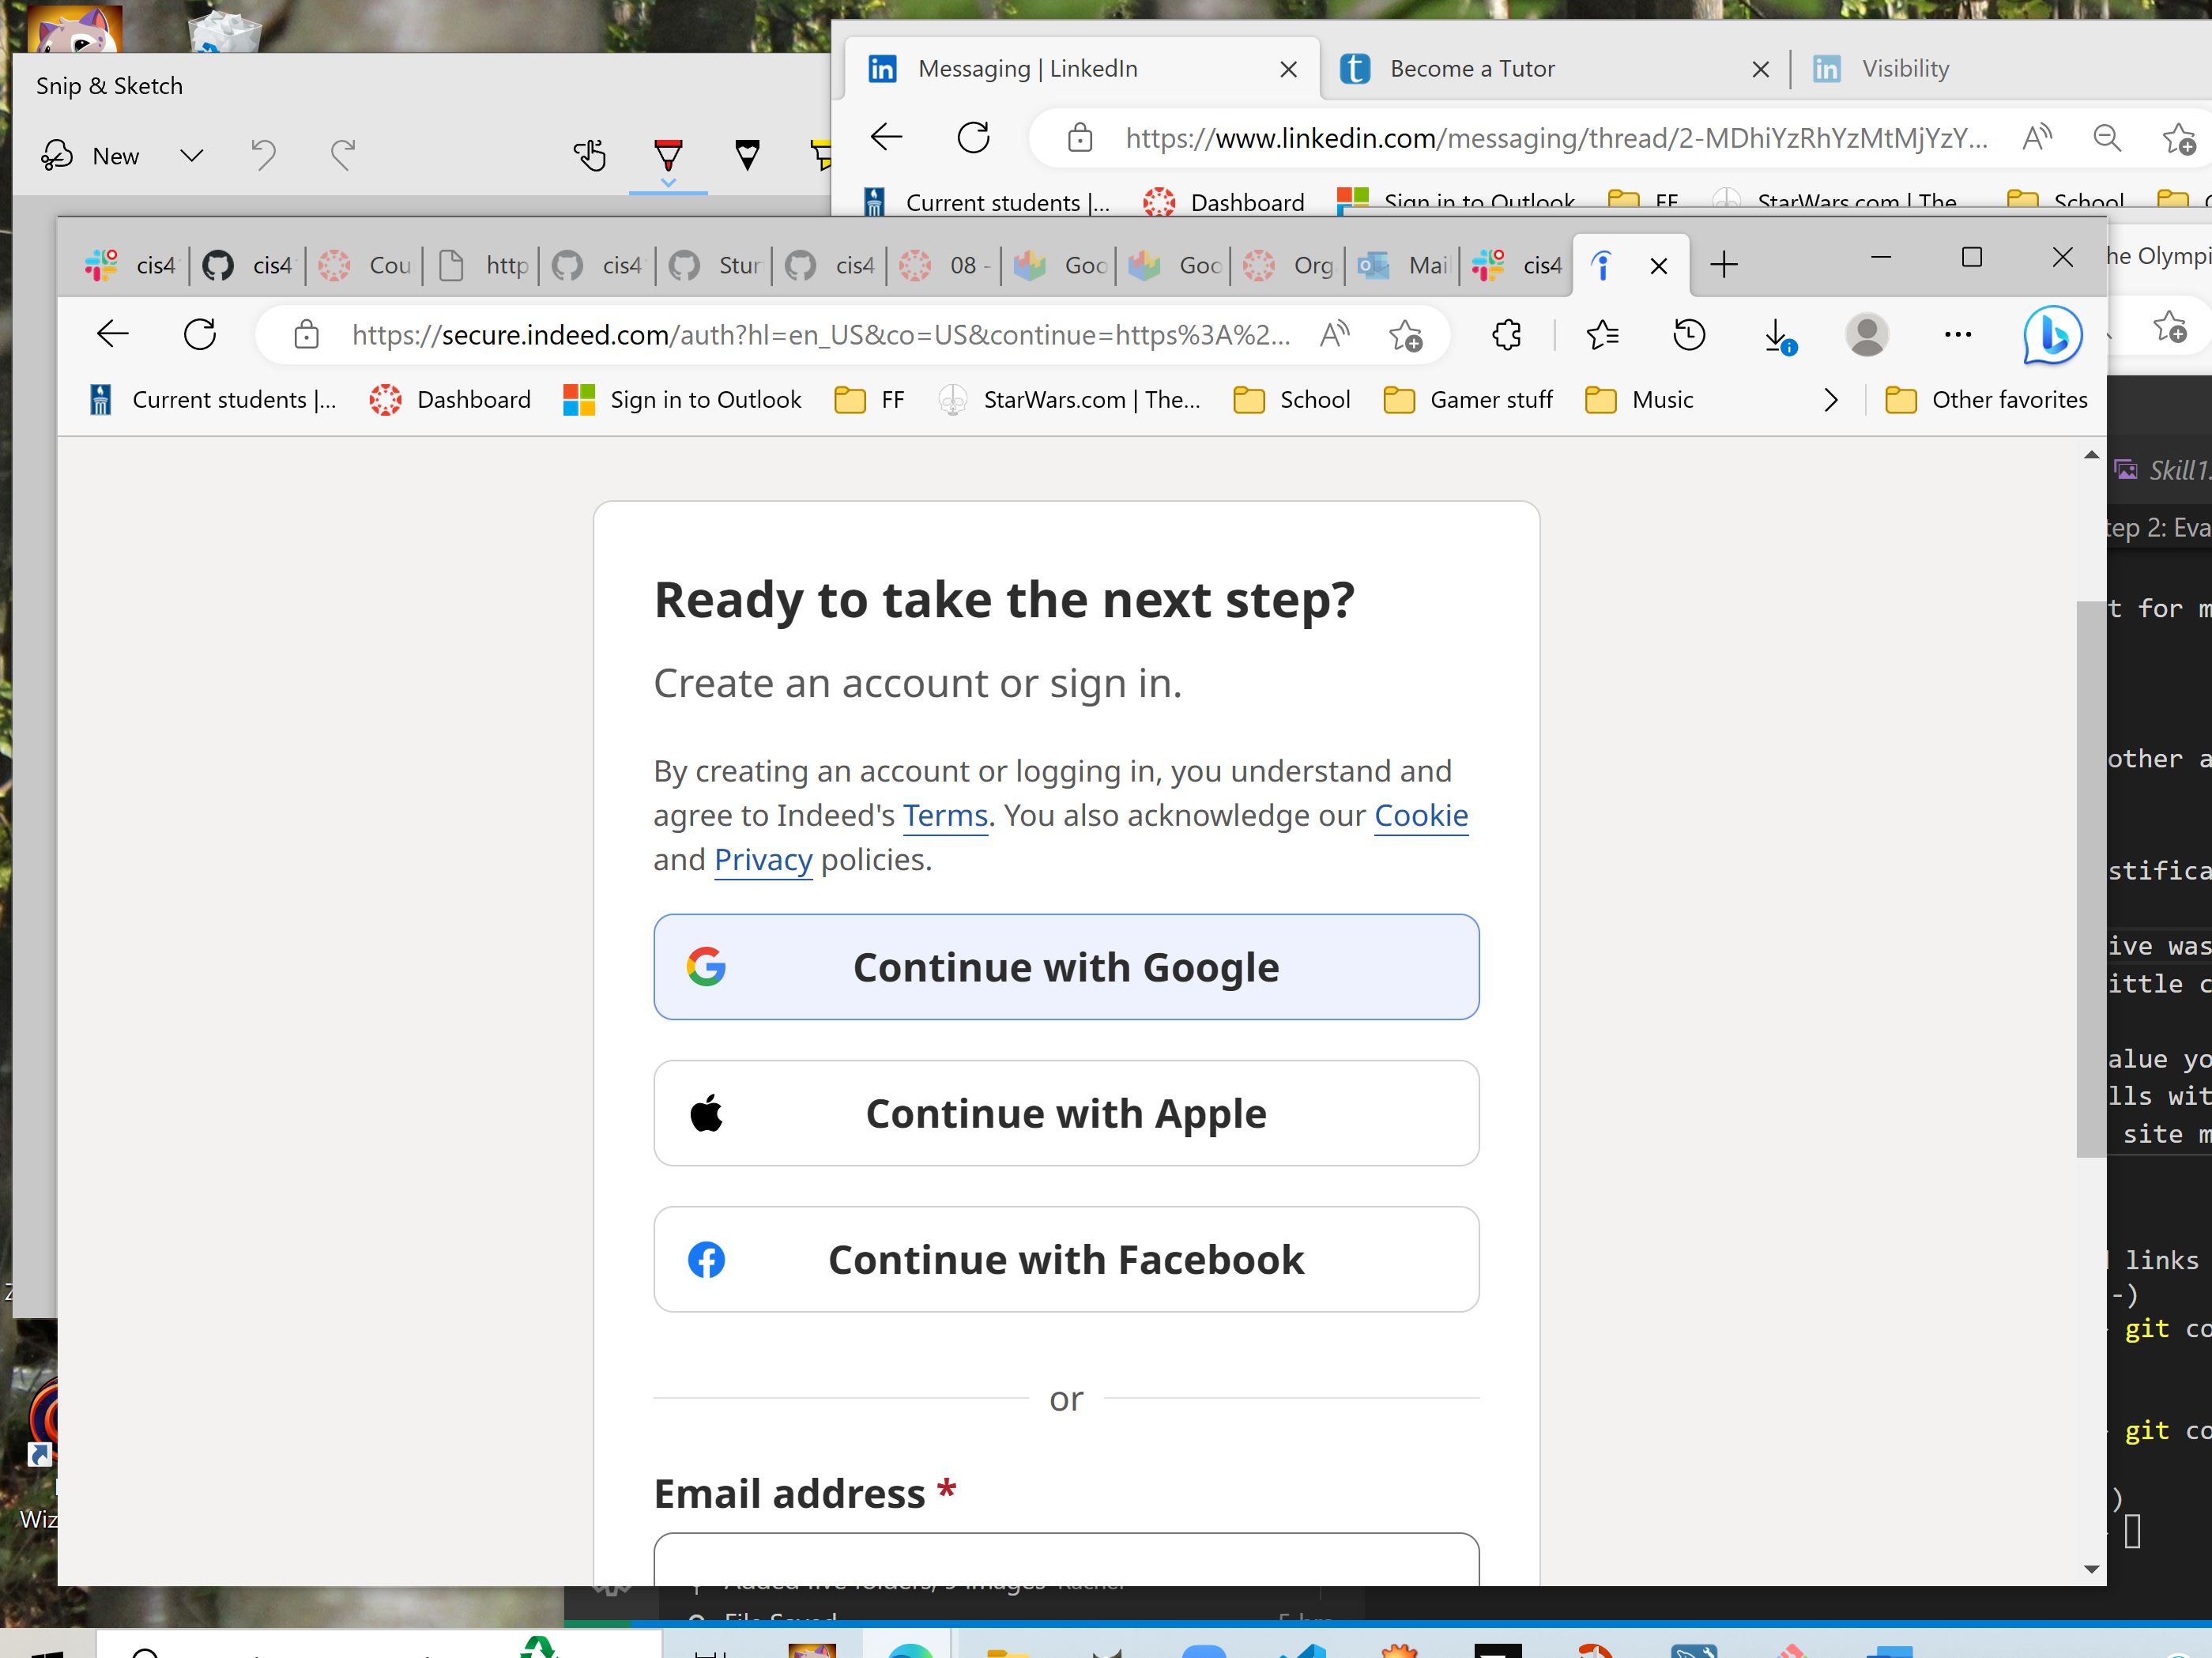 Snip & Sketch
New
Messaging | LinkedIn
Become a Tutor
Visibility
https://www.linkedin.com/messaging/thread/2-MDhiYzRhYzMtMjYzY...
Current students |...
Dashboard
Sign in to Outlook
FF
StarWars.com | The
School
cis4
cis4
Cou
http
cis4
Stur
cis4
08 -
Goo
Goo
Org
Mail
cis4
he Olympi
https://secure.indeed.com/auth?hl=en_US&co=US&continue=https%3A%2...
Current students |...
Dashboard
Sign in to Outlook
FF
StarWars.com | The...
School
Gamer stuff
Music
Other favorites
Skill1.
tep 2: Eva
Ready to take the next step?
Create an account or sign in.
By creating an account or logging in, you understand and
agree to Indeed's Terms. You also acknowledge our Cookie
and Privacy policies.
Continue with Google
Continue with Apple
Continue with Facebook
or
Email address *
t for m
other a
stifica
ive was
ittle c
alue yo
lls wit
site m
links
-)
git co
git co
)
Wiz
File Saved